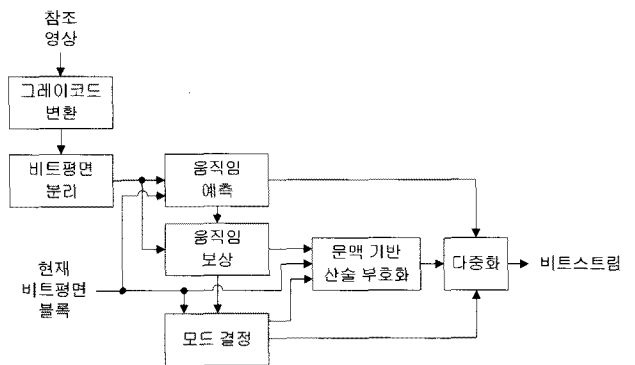 참조
영상
그레이코드
변환
비트평면
분리
움직임
예측
움직임
보상
현재
비트평면
블록
문맥 기반
산술 부호화
다중화
비트스트림
모드 결정